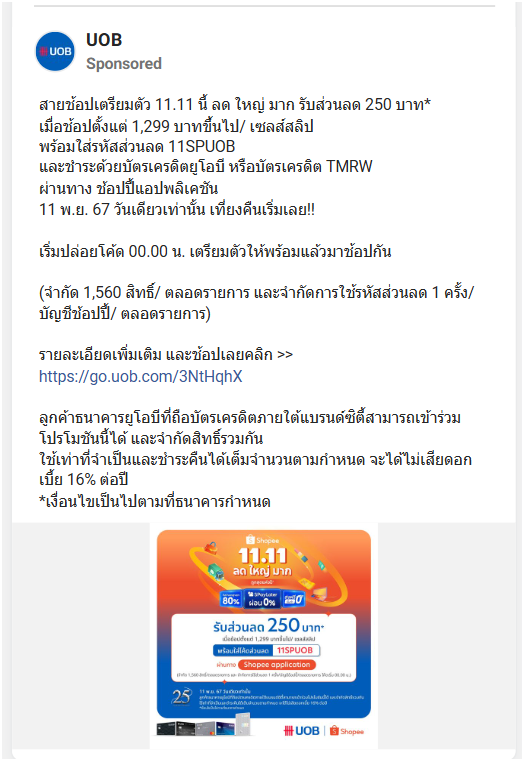 UOB
UOB
Sponsored
สายช้อปเตรียมตัว 11.11 นี้ ลด ใหญ่ มาก รับส่วนลด 250 บาท*
เมื่อช้อปตั้งแต่ 1,299 บาทขึ้นไป/ เซลส์สลิป
พร้อมใส่รหัสส่วนลด 11SPUOB
และชำระด้วยบัตรเครดิตยูโอบี หรือบัตรเครดิต TMRW
ผ่านทาง ช้อปปี้แอปพลิเคชัน
11 พ.ย. 67 วันเดียวเท่านั้น เที่ยงคืนเริ่มเลย!!
เริ่มปล่อยโค้ด 00.00 น. เตรียมตัวให้พร้อมแล้วมาช้อปกัน
(จำกัด 1,560 สิทธิ์/ ตลอดรายการ และจำกัดการใช้รหัสส่วนลด 1 ครั้ง/
บัญชีช้อปปี้/ ตลอดรายการ)
รายละเอียดเพิ่มเติม และช้อปเลยคลิก >>
https://go.uob.com/3NtHqhX
ลูกค้าธนาคารยูโอบีที่ถือบัตรเครดิตภายใต้แบรนด์ซิตี้สามารถเข้าร่วม
โปรโมชันนี้ได้ และจำกัดสิทธิ์รวมกัน
ใช้เท่าที่จำเป็นและชำระคืนได้เต็มจำนวนตามกำหนด จะได้ไม่เสียดอก
เบี้ย 16% ต่อปี
*เงื่อนไขเป็นไปตามที่ธนาคารกำหนด
Shopee
11.11
ลด ใหญ่ มาก
80%
SPayLater
ผ่อน 0%
รับส่วนลด 250 บาท*
เมื่อช้อปตั้งแต่ 1,299 บาทขึ้นไป/ เซลส์สลิป
พร้อมใส่โค้ดส่วนลด 11SPUOB
ผ่านทาง Shopee application
25
11 พ.ย. 67 วันเดียวเท่านั้น
UOB
Shopee